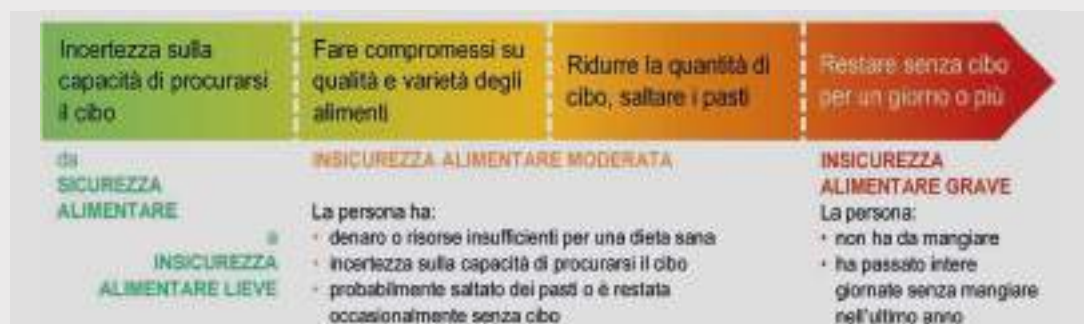 Incertezza sulla
capacità di procurarsi
il cibo
Fare compromessi su
qualità e varietà degli
alimenti
Ridurre la quantità di
cibo, saltare i pasti
Restare senza cibo
per un giorno o più
da
SICUREZZA
ALIMENTARE
a
INSICUREZZA
ALIMENTARE LIEVE
INSICUREZZA ALIMENTARE MODERATA
La persona ha:
• denaro o risorse insufficienti per una dieta sana
• incertezza sulla capacità di procurarsi il cibo
• probabilmente saltato dei pasti o è restata
occasionalmente senza cibo
INSICUREZZA
ALIMENTARE GRAVE
La persona:
• non ha da mangiare
• ha passato intere
giornate senza mangiare
nell'ultimo anno